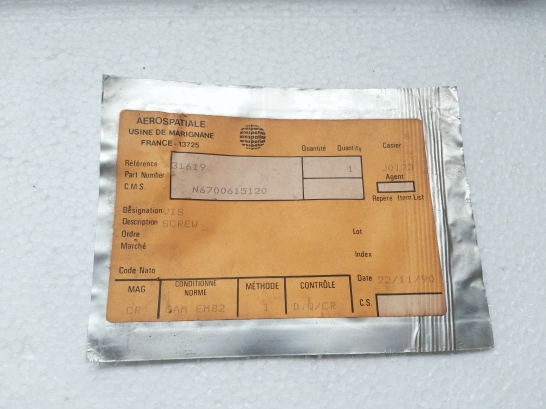 AEROSPATIALE
USINE DE MARIGNANE
FRANCE - 13725
Quantité Quantity
Casier
Référence 31619 1
Part Number
Agent
C.M.S. N6700615120
Repère Item List
Désignation VIS
Description SCREW
Ordre Lot
Marché
Index
Code Nato
Date 22/11/90
MAG CONDITIONNE NORME MÉTHODE CONTRÔLE
C.S.
CP EM82 1 D.Q/CR